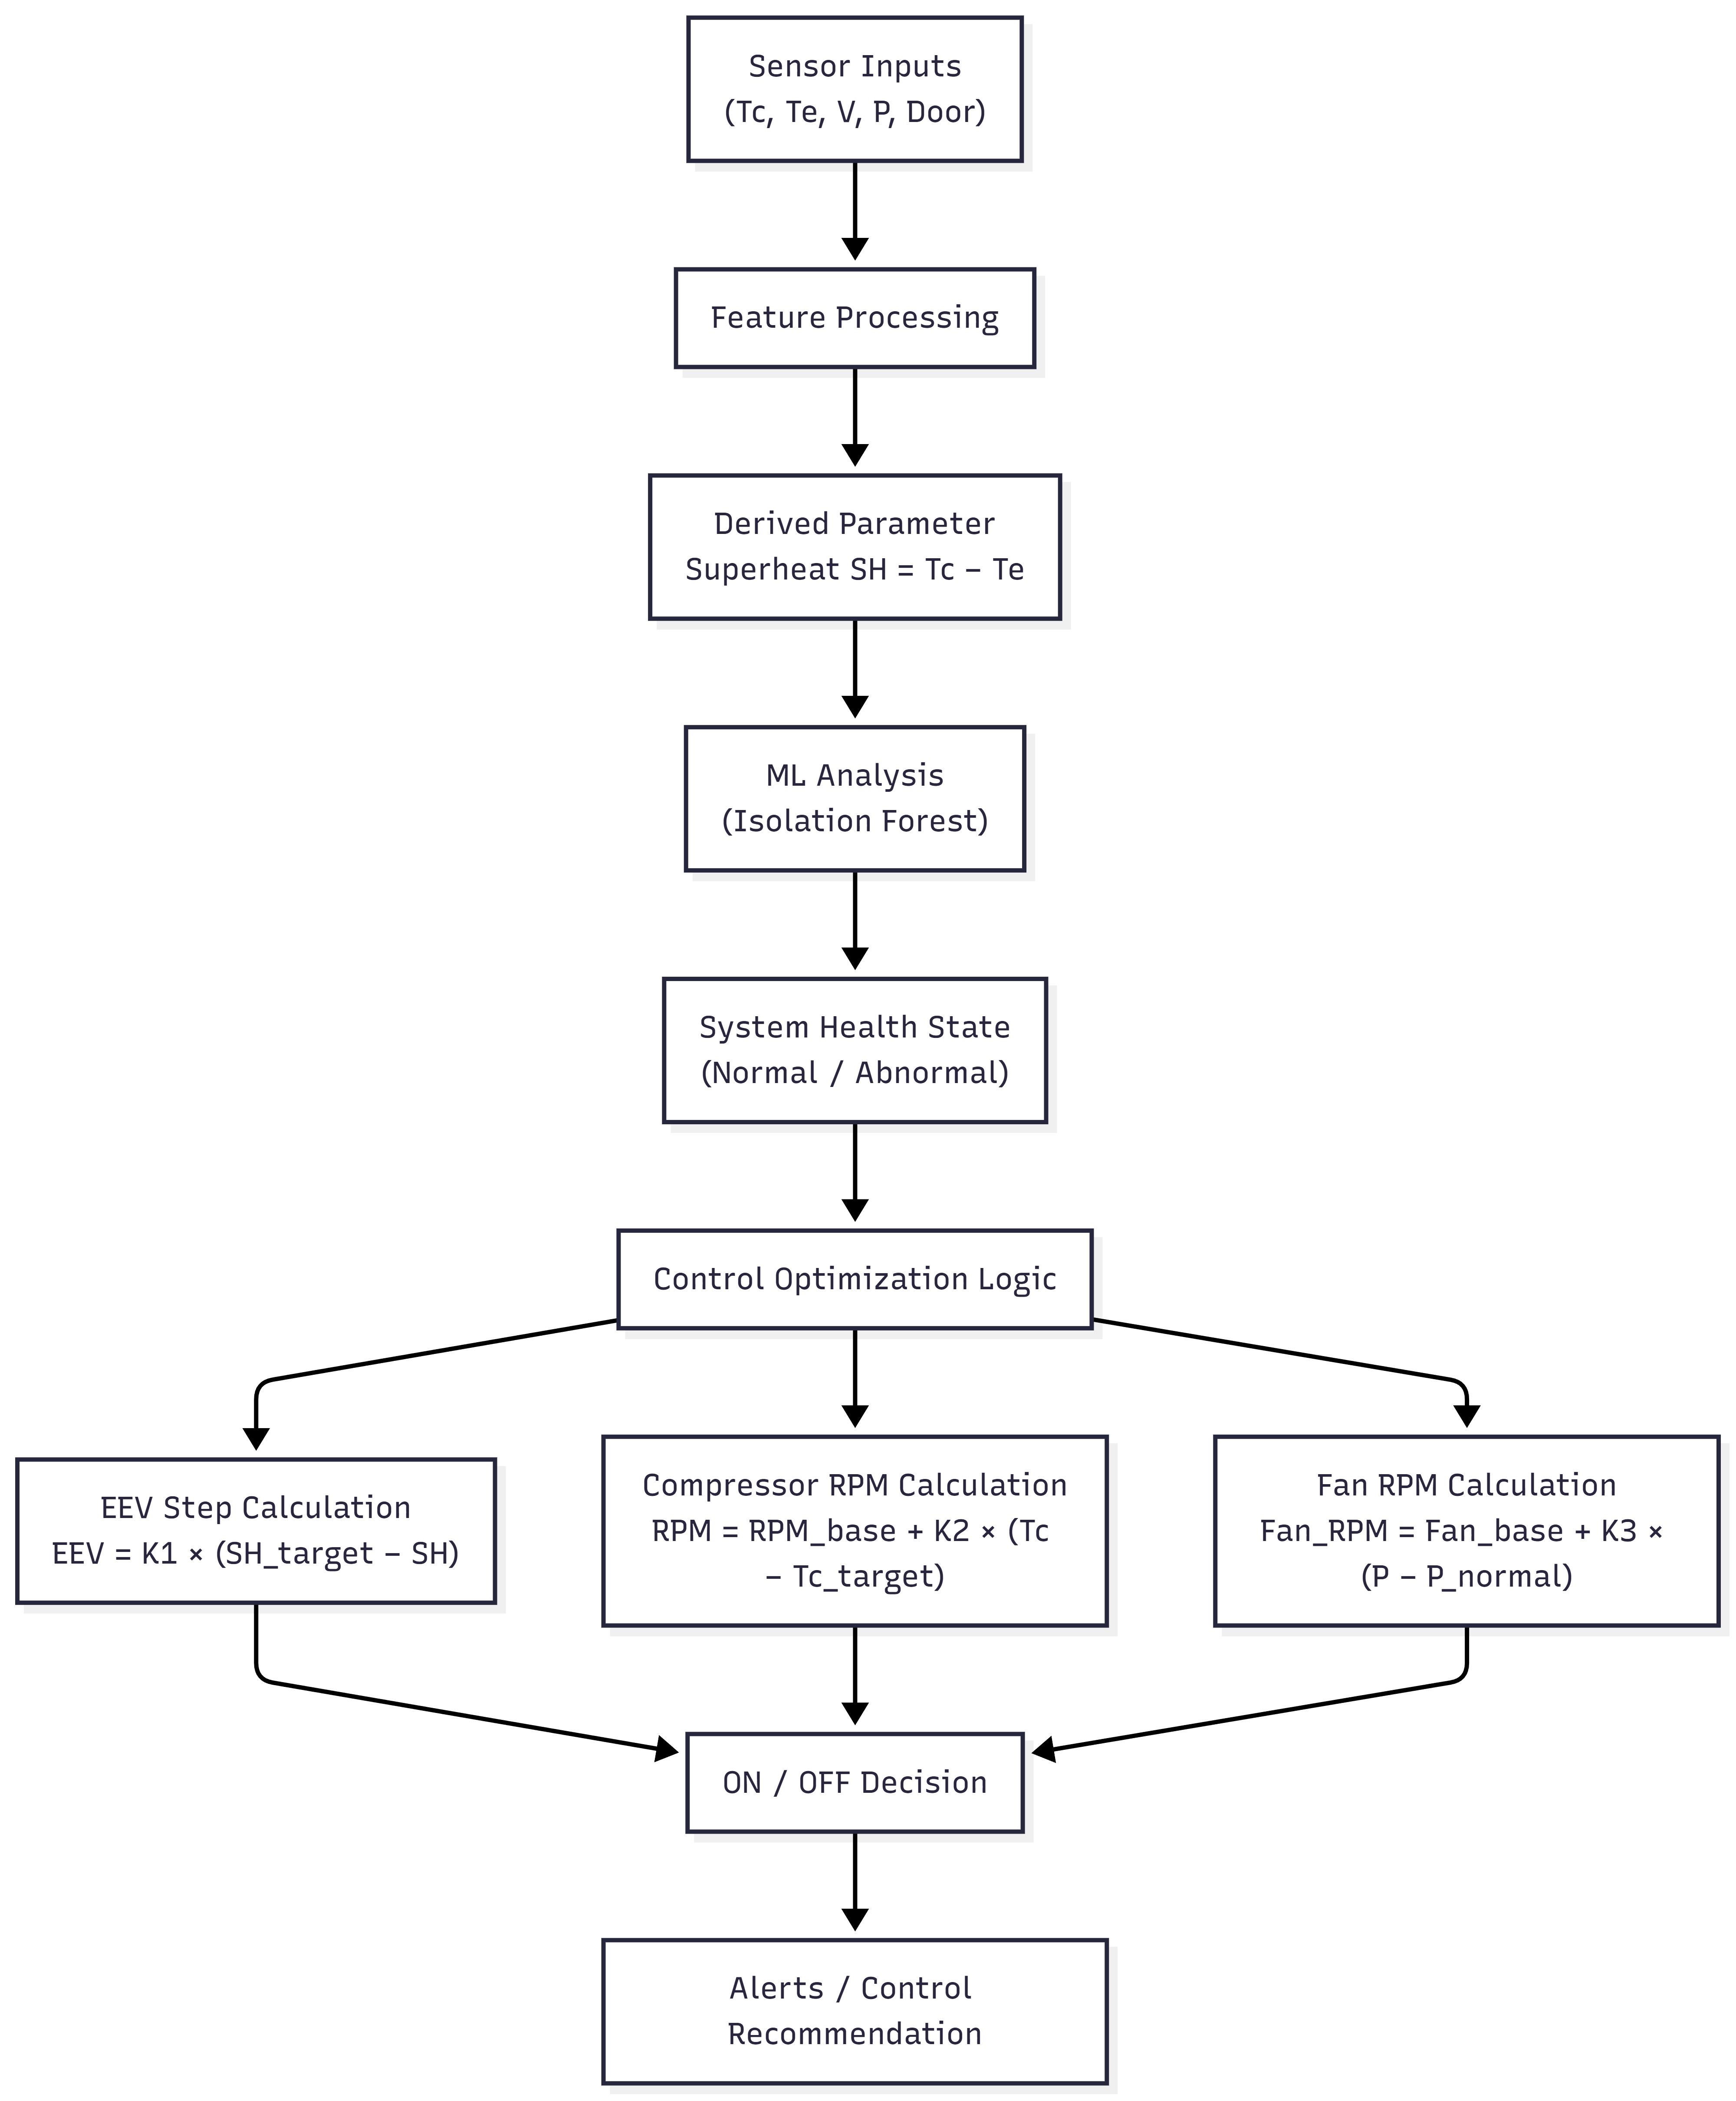 Sensor Inputs
(Tc, Te, V, P, Door)
Feature Processing
Derived Parameter
Superheat SH = Tc – Te
ML Analysis
(Isolation Forest)
System Health State
(Normal / Abnormal)
Control Optimization Logic
EEV Step Calculation
EEV = K1 × (SH_target – SH)
Compressor RPM Calculation
RPM = RPM_base + K2 × (Tc
– Tc_target)
Fan RPM Calculation
Fan_RPM = Fan_base + K3 ×
(P – P_normal)
ON / OFF Decision
Alerts / Control
Recommendation